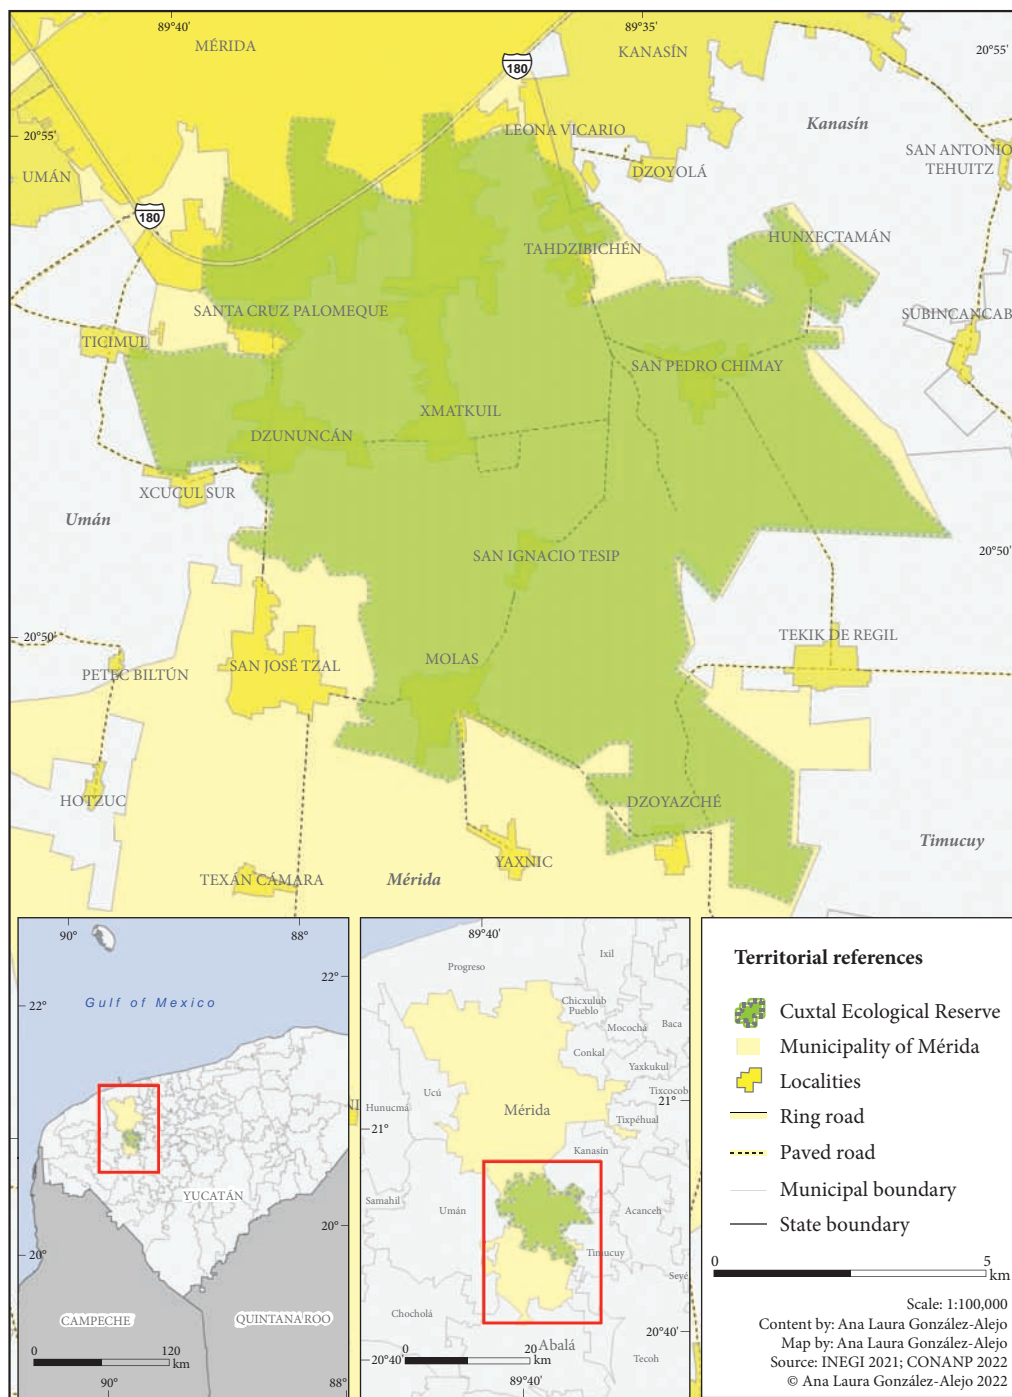 89°40'
89°35'
MÉRIDA
KANASÍN
20°55'
180
LEONA VICARIO
Kanasín
20°55'
SAN ANTONIO
TEHUITZ
UMÁN
DZOYOLÁ
180
TAHDZIBICHÉN
HUNXECTAMÁN
SANTA CRUZ PALOMEQUE
SUBINCANCAB
TICIMUL
SAN PEDRO CHIMAY
XMATKUIL
DZUNUNCÁN
XCUCUL SUR
Umán
20°50'
SAN IGNACIO TESIP
20°50'
TEKIK DE REGIL
MOLAS
SAN JOSÉ TZAL
PETEC BILTÚN
HOTZUC
DZOYAZCHÉ
Timucuy
YAXNIC
TEXÁN CÁMARA
Mérida
90°
88°
22°
22°
Gulf of Mexico
YUCATÁN
20°
20°
CAMPECHE
QUINTANA ROO
0
120
km
90°
88°
89°40'
Progreso
Ixil
Chicxulub
Pueblo
Mocochá
Baca
Conkal
Yaxkukul
Tixcocob
Ucú
Hunucmá
Mérida
21°
Tixpéhual
21°
Kanasín
Samahil
Umán
Acanceh
Timucuy
Seyé
Chocholá
Abalá
20°40'
Tecoh
20°40'
0
20
km
89°40'
Territorial references
Cuxtal Ecological Reserve
Municipality of Mérida
Localities
Ring road
Paved road
Municipal boundary
State boundary
0
5
km
Scale: 1:100,000
Content by: Ana Laura González-Alejo
Map by: Ana Laura González-Alejo
Source: INEGI 2021; CONANP 2022
© Ana Laura González-Alejo 2022